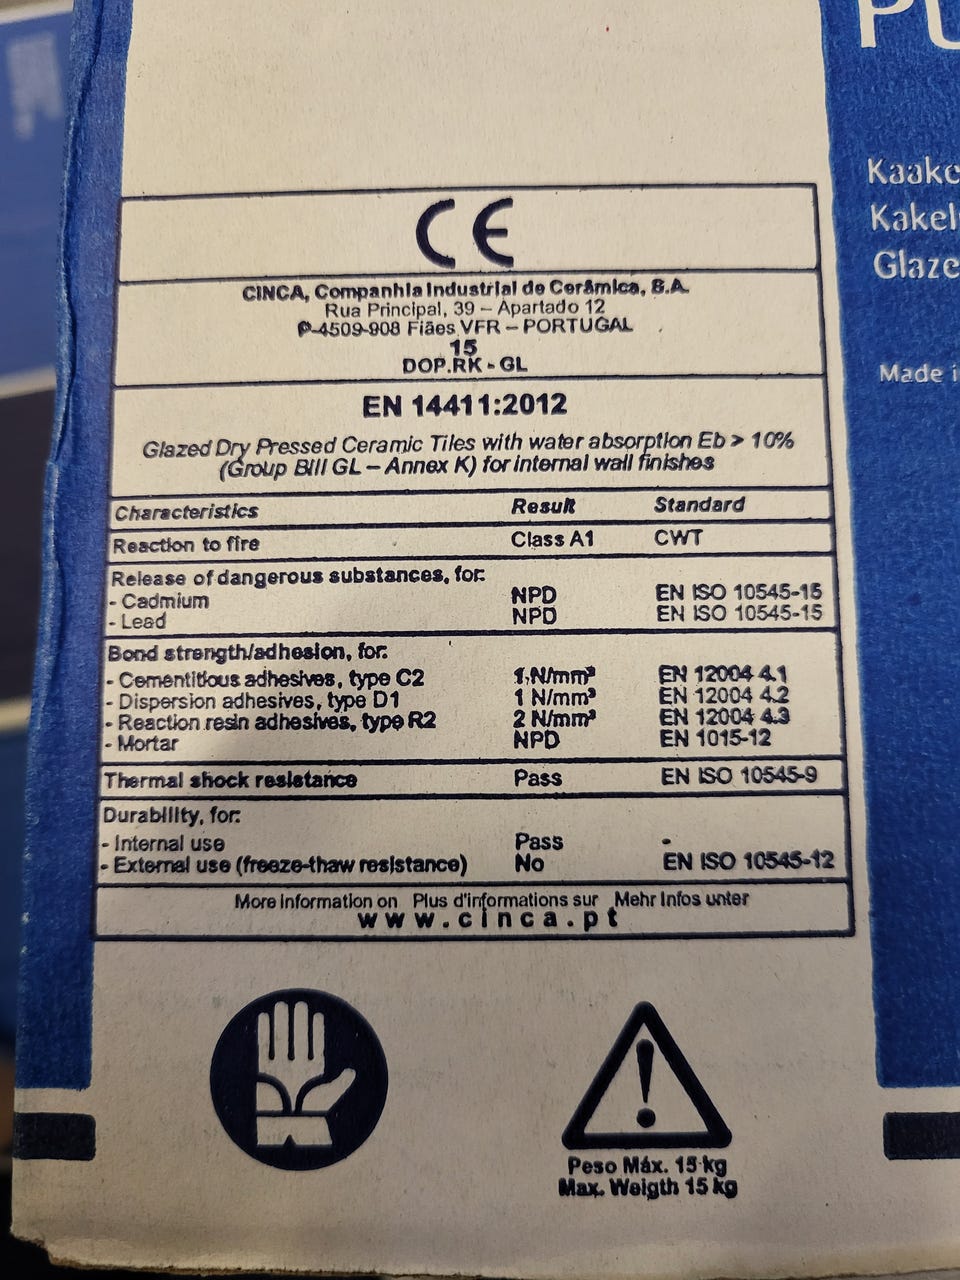 PU
Kaake
Kakel
Glaze
Made i
CE
CINCA, Companhia Industrial de Cerâmica, S.A.
Rua Principal, 39 – Apartado 12
P-4509-908 Fiães VFR – PORTUGAL
15
DOP.RK - GL
EN 14411:2012
Glazed Dry Pressed Ceramic Tiles with water absorption Eb > 10%
(Group BIII GL – Annex K) for internal wall finishes
Characteristics Result Standard
Reaction to fire Class A1 CWT
Release of dangerous substances, for:
- Cadmium NPD EN ISO 10545-15
- Lead NPD EN ISO 10545-15
Bond strength/adhesion, for:
- Cementitious adhesives, type C2 1 N/mm² EN 12004 4.1
- Dispersion adhesives, type D1 1 N/mm² EN 12004 4.2
- Reaction resin adhesives, type R2 2 N/mm² EN 12004 4.3
- Mortar NPD EN 1015-12
Thermal shock resistance Pass EN ISO 10545-9
Durability, for:
- Internal use Pass -
- External use (freeze-thaw resistance) No EN ISO 10545-12
More information on Plus d'informations sur Mehr Infos unter
www.cinca.pt
Peso Máx. 15 kg
Max. Weigth 15 kg